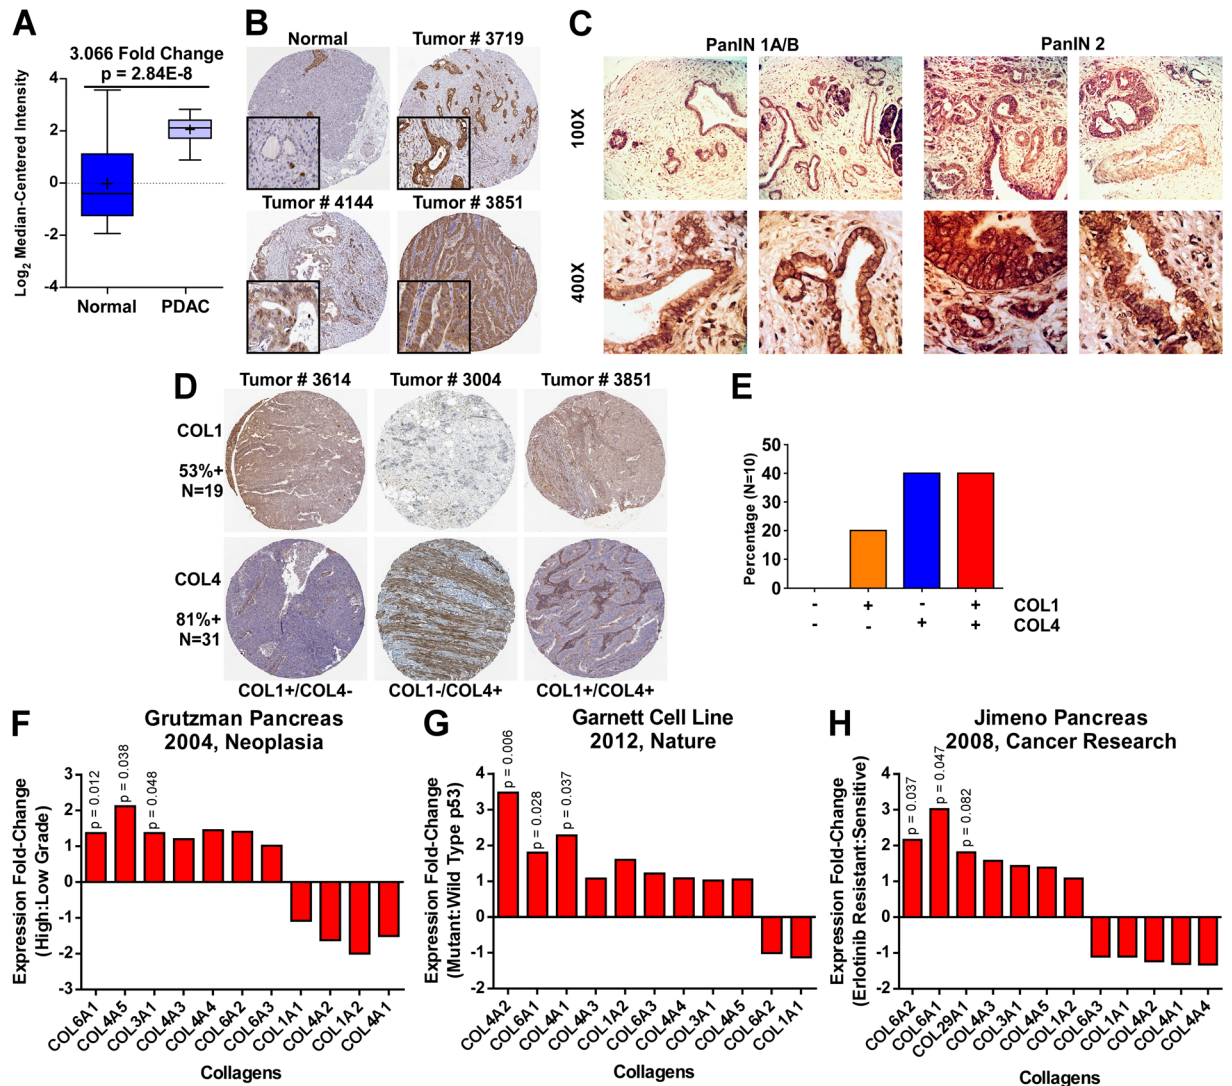 A
3.066 Fold Change
p = 2.84E-8
Log2 Median-Centered Intensity
4
2
0
-2
-4
Normal PDAC
B
Normal Tumor # 3719
Tumor # 4144 Tumor # 3851
C
PanIN 1A/B PanIN 2
100X
400X
D
Tumor # 3614 Tumor # 3004 Tumor # 3851
COL1
53%+
N=19
COL4
81%+
N=31
COL1+/COL4- COL1-/COL4+ COL1+/COL4+
E
Percentage (N=10)
50
40
30
20
10
0
- + - + COL1
- - + + COL4
F
Grutzman Pancreas
2004, Neoplasia
Expression Fold-Change
(High:Low Grade)
3
2
1
0
-1
-2
-3
p = 0.012
p = 0.038
p = 0.048
COL6A1
COL4A5
COL3A1
COL4A3
COL4A4
COL6A2
COL6A3
COL1A1
COL4A2
COL1A2
COL4A1
Collagens
G
Garnett Cell Line
2012, Nature
Expression Fold-Change
(Mutant:Wild Type p53)
4
3
2
1
0
-1
-2
p = 0.006
p = 0.028
p = 0.037
COL4A2
COL6A1
COL4A1
COL4A3
COL1A2
COL6A3
COL4A4
COL3A1
COL4A5
COL6A2
COL1A1
Collagens
H
Jimeno Pancreas
2008, Cancer Research
Expression Fold-Change
(Erlotinib Resistant:Sensitive)
4
3
2
1
0
-1
-2
p = 0.037
p = 0.047
p = 0.082
COL6A2
COL6A1
COL29A1
COL4A3
COL3A1
COL4A5
COL1A2
COL6A3
COL1A1
COL4A2
COL4A1
COL4A4
Collagens